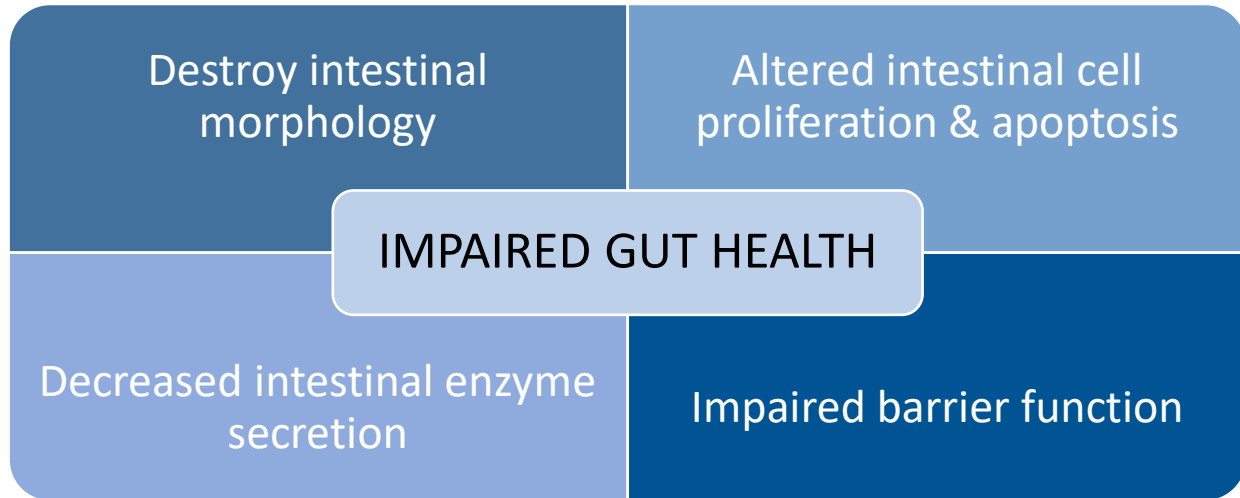 Destroy intestinal
morphology
Altered intestinal cell
proliferation & apoptosis
IMPAIRED GUT HEALTH
Decreased intestinal enzyme
secretion
Impaired barrier function